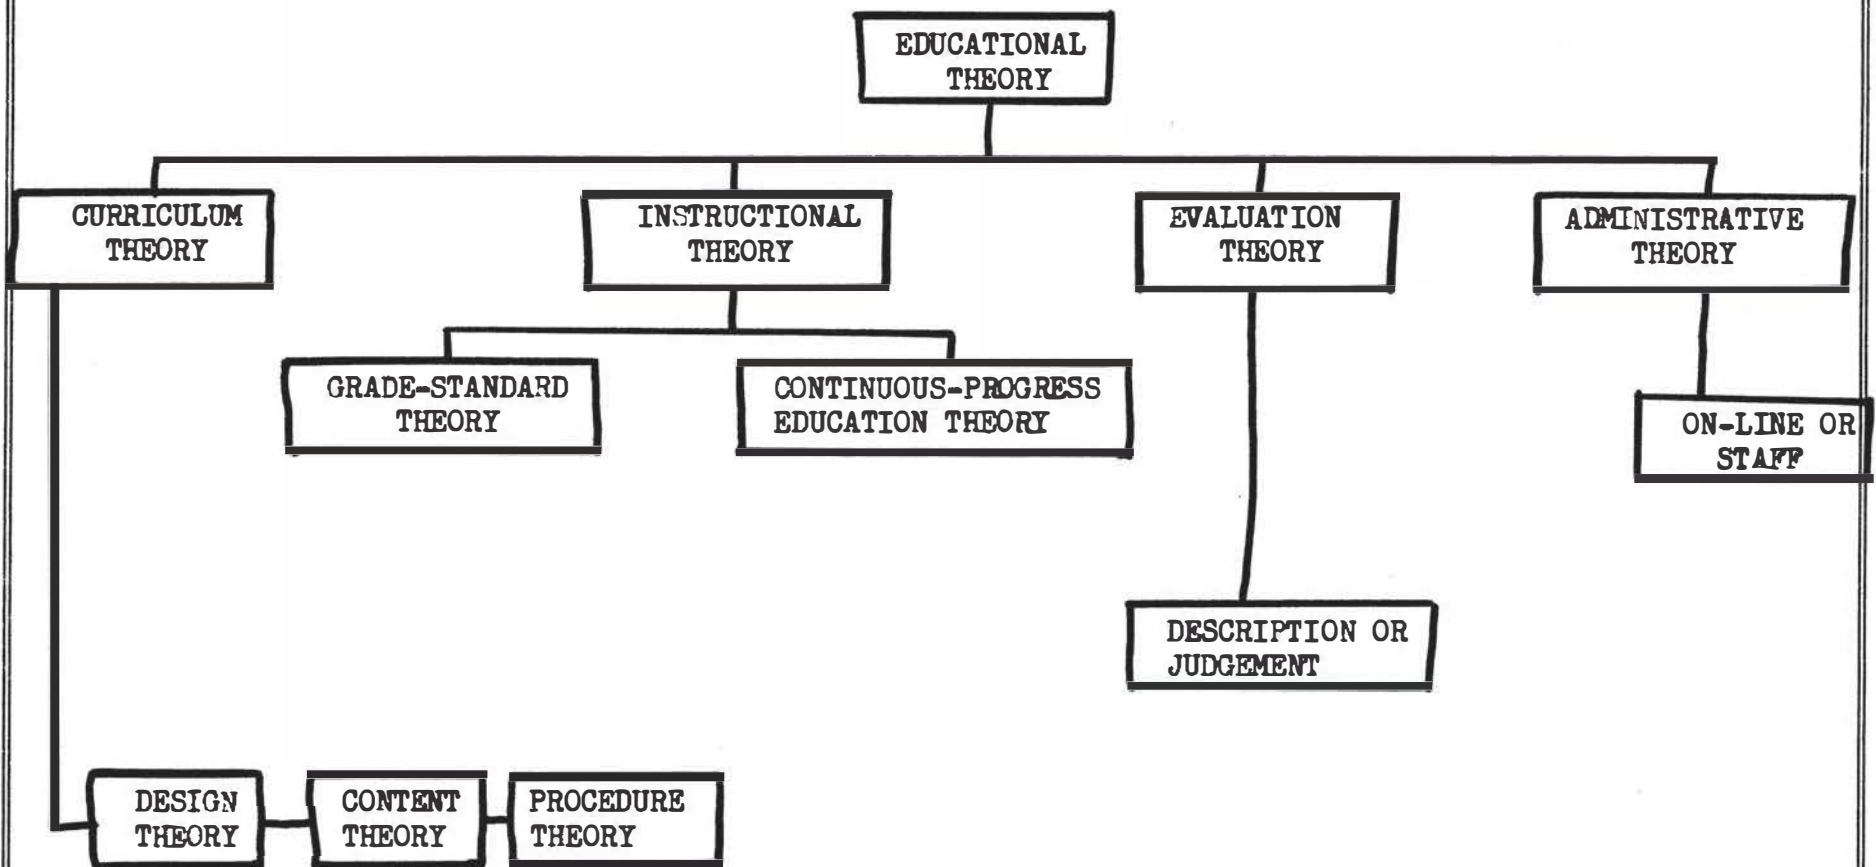 EDUCATIONAL
THEORY
CURRICULUM
THEORY
INSTRUCTIONAL
THEORY
EVALUATION
THEORY
ADMINISTRATIVE
THEORY
GRADE-STANDARD
THEORY
CONTINUOUS-PROGRESS
EDUCATION THEORY
ON-LINE OR
STAFF
DESCRIPTION OR
JUDGEMENT
DESIGN
THEORY
CONTENT
THEORY
PROCEDURE
THEORY